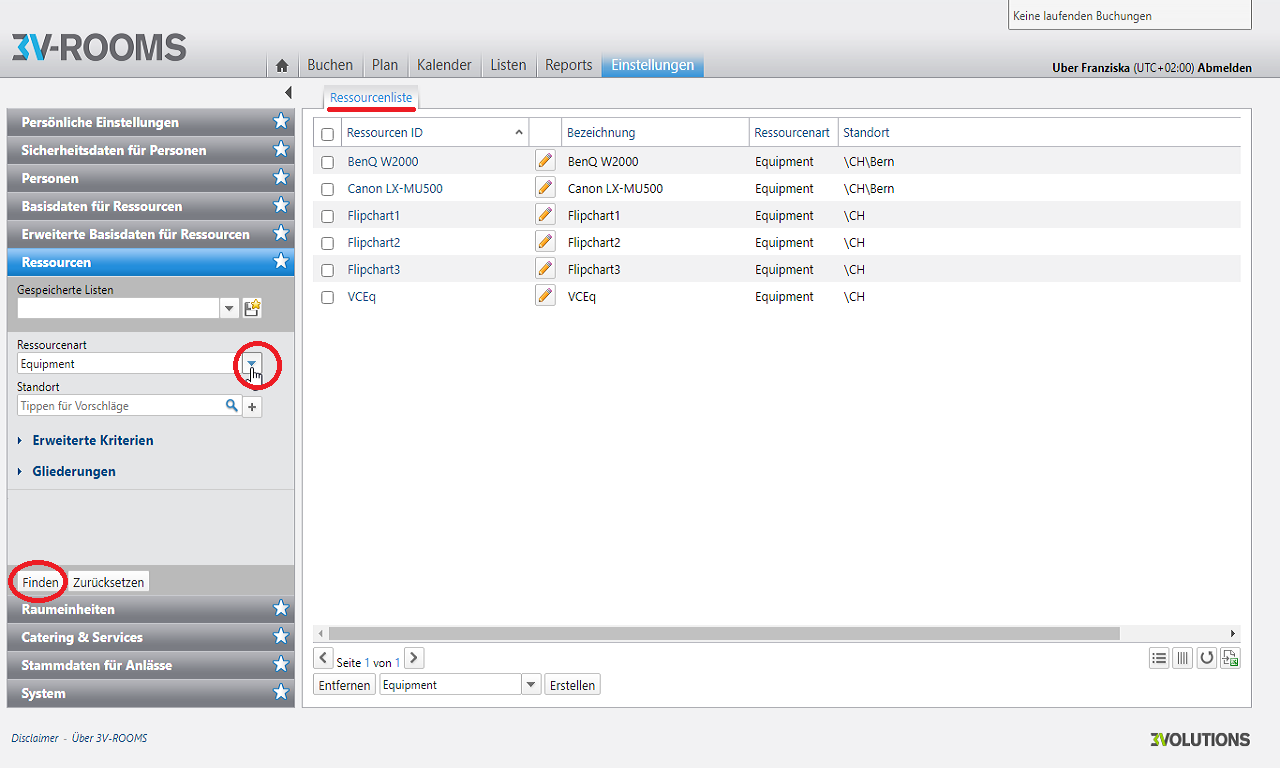 Keine laufenden Buchungen
3V-ROOMS
Buchen Plan Kalender Listen Reports Einstellungen
Uber Franziska (UTC+02:00) Abmelden
Persönliche Einstellungen
Sicherheitsdaten für Personen
Personen
Basisdaten für Ressourcen
Erweiterte Basisdaten für Ressourcen
Ressourcen
Gespeicherte Listen
Ressourcenart
Equipment
Standort
Tippen für Vorschläge
Erweiterte Kriterien
Gliederungen
Finden Zurücksetzen
Raumeinheiten
Catering & Services
Stammdaten für Anlässe
System
Ressourcenliste
Ressourcen ID Bezeichnung Ressourcenart Standort
BenQ W2000 BenQ W2000 Equipment \CH\Bern
Canon LX-MU500 Canon LX-MU500 Equipment \CH\Bern
Flipchart1 Flipchart1 Equipment \CH
Flipchart2 Flipchart2 Equipment \CH
Flipchart3 Flipchart3 Equipment \CH
VCEq VCEq Equipment \CH
Seite 1 von 1
Entfernen Equipment Erstellen
Disclaimer - Über 3V-ROOMS
3VOLUTIONS